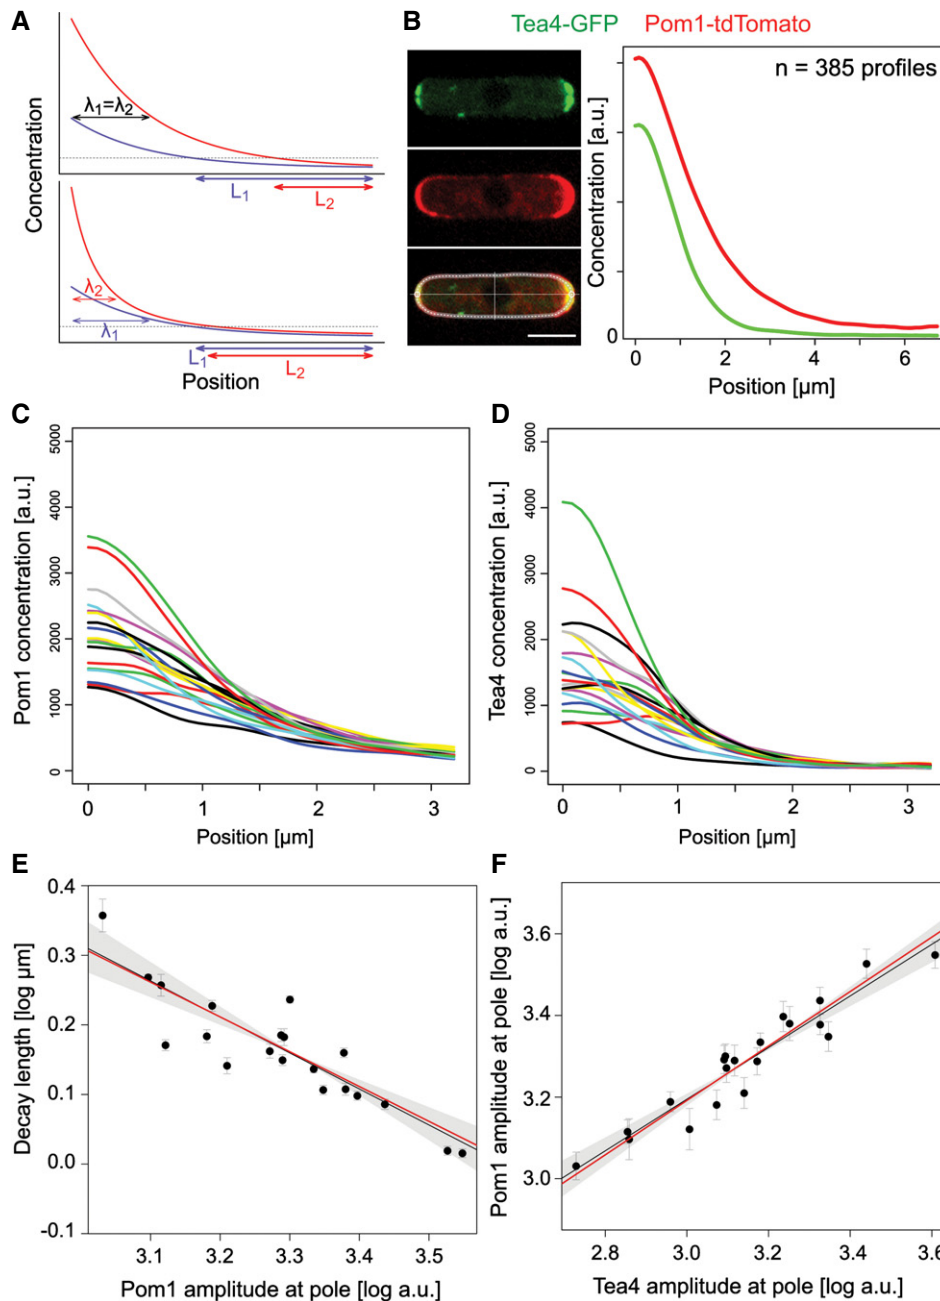 A
Concentration
λ₁=λ₂
L₁
L₂
λ₂
λ₁
L₁
L₂
Position
B
Tea4-GFP Pom1-tdTomato
n = 385 profiles
Concentration [a.u.]
0
0 2 4 6
Position [µm]
C
Pom1 concentration [a.u.]
5000
4000
3000
2000
1000
0
0 1 2 3
Position [µm]
D
Tea4 concentration [a.u.]
5000
4000
3000
2000
1000
0
0 1 2 3
Position [µm]
E
Decay length [log µm]
0.4
0.3
0.2
0.1
0.0
-0.1
3.1 3.2 3.3 3.4 3.5
Pom1 amplitude at pole [log a.u.]
F
Pom1 amplitude at pole [log a.u.]
3.6
3.4
3.2
3.0
2.8 3.0 3.2 3.4 3.6
Tea4 amplitude at pole [log a.u.]